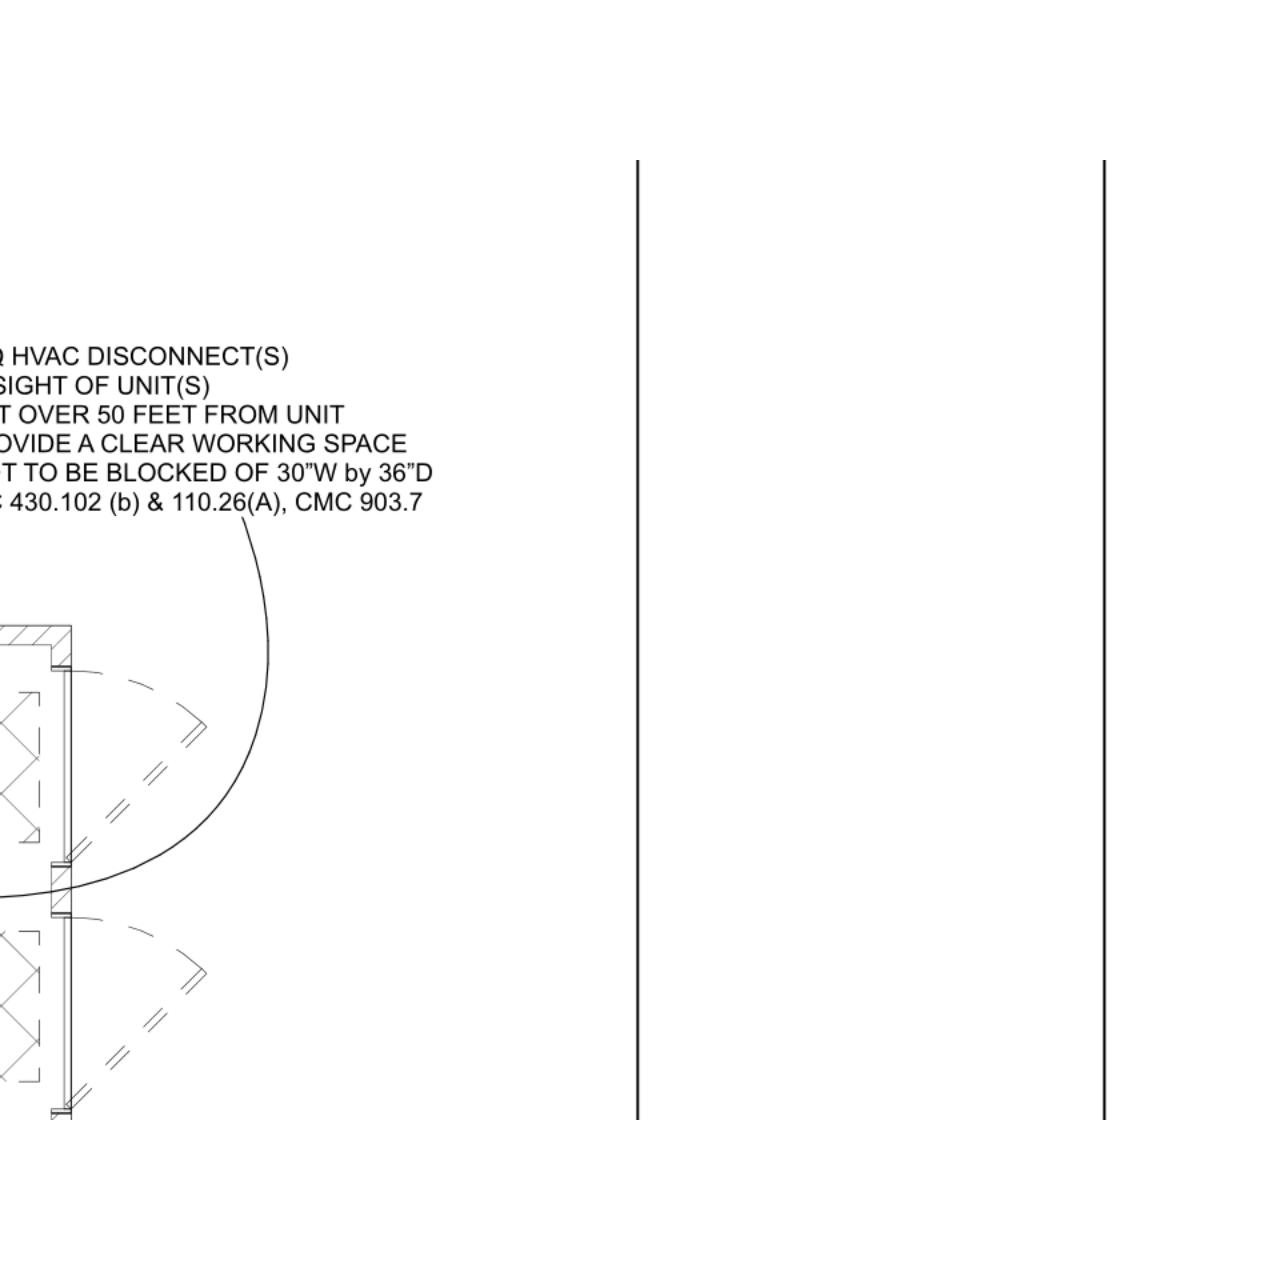 HVAC DISCONNECT(S)
SIGHT OF UNIT(S)
OVER 50 FEET FROM UNIT
A CLEAR WORKING SPACE
TO BE BLOCKED OF 30”W by 36”D
430.102 (b) & 110.26(A), CMC 903.7